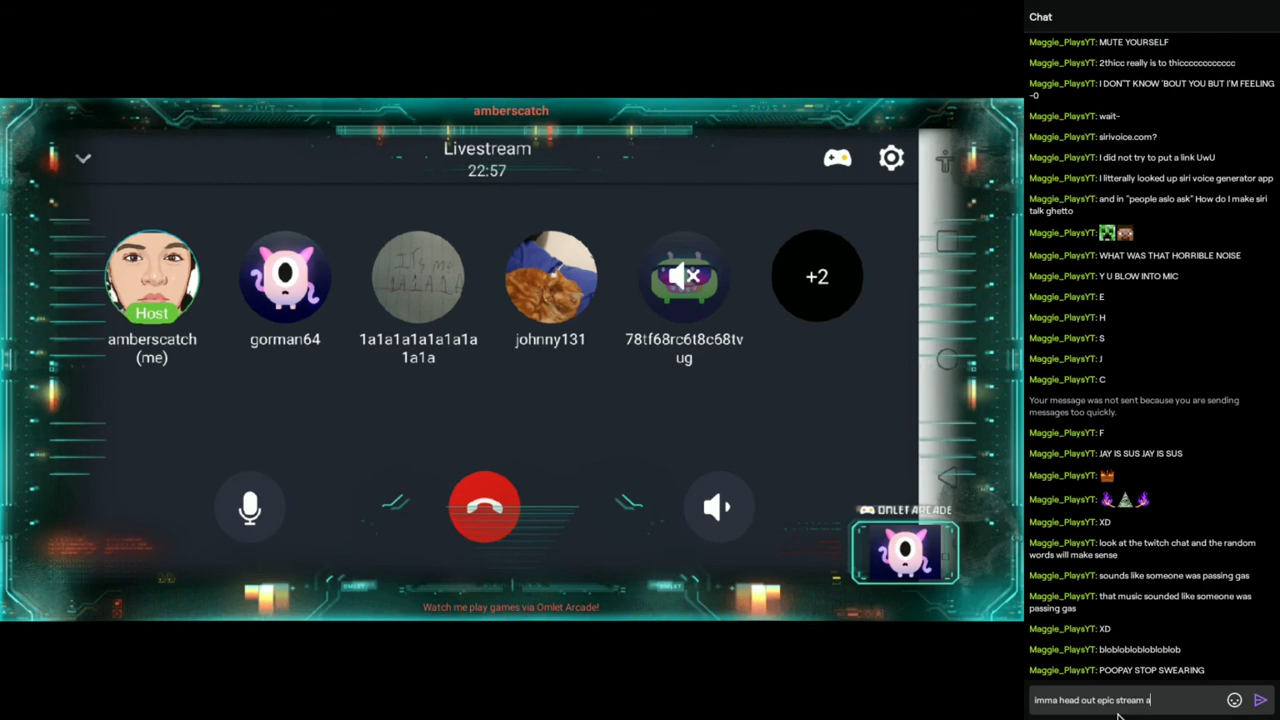 amberscatch
Livestream
22:57
Host
amberscatch
(me)
gorman64
1a1a1a1a1a1a1a
1a1a
johnny131
78tf68rc6t8c68tv
ug
+2
OMLET ARCADE
Watch me play games via Omlet Arcade!
Chat
Maggie_PlaysYT: MUTE YOURSELF
Maggie_PlaysYT: 2thicc really is to thiccccccccccc
Maggie_PlaysYT: I DON"T KNOW 'BOUT YOU BUT I'M FEELING
-0
Maggie_PlaysYT: wait-
Maggie_PlaysYT: sirivoice.com?
Maggie_PlaysYT: I did not try to put a link UwU
Maggie_PlaysYT: I litterally looked up siri voice generator app
Maggie_PlaysYT: and in "people aslo ask" How do I make siri
talk ghetto
Maggie_PlaysYT:
Maggie_PlaysYT: WHAT WAS THAT HORRIBLE NOISE
Maggie_PlaysYT: Y U BLOW INTO MIC
Maggie_PlaysYT: E
Maggie_PlaysYT: H
Maggie_PlaysYT: S
Maggie_PlaysYT: J
Maggie_PlaysYT: C
Your message was not sent because you are sending
messages too quickly.
Maggie_PlaysYT: F
Maggie_PlaysYT: JAY IS SUS JAY IS SUS
Maggie_PlaysYT:
Maggie_PlaysYT:
Maggie_PlaysYT: XD
Maggie_PlaysYT: look at the twitch chat and the random
words will make sense
Maggie_PlaysYT: sounds like someone was passing gas
Maggie_PlaysYT: that music sounded like someone was
passing gas
Maggie_PlaysYT: XD
Maggie_PlaysYT: bloblobloblobloblob
Maggie_PlaysYT: POOPAY STOP SWEARING
imma head out epic stream a